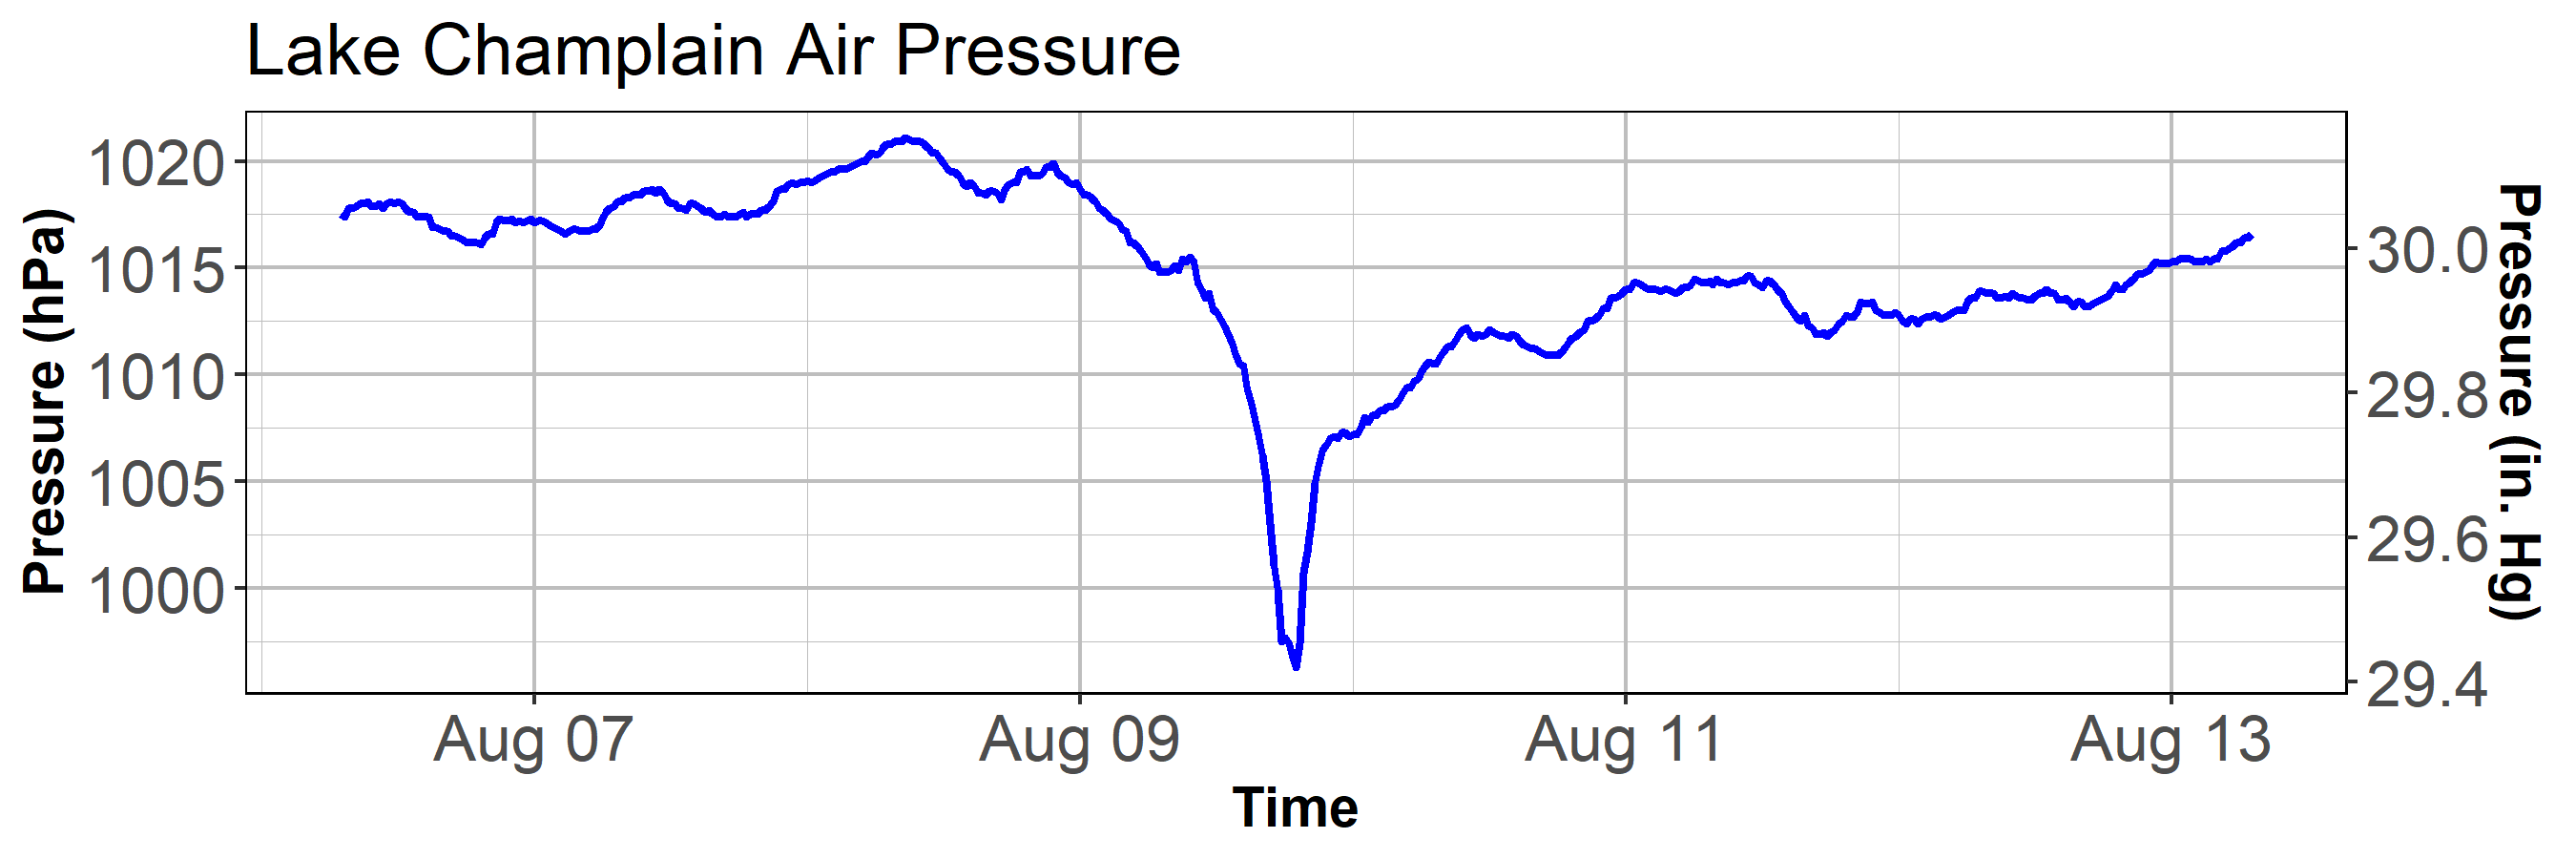 Lake Champlain Air Pressure
Pressure (hPa)
1020
1015
1010
1005
1000
30.0
29.8
29.6
29.4
Pressure (in. Hg)
Aug 07 Aug 09 Aug 11 Aug 13
Time